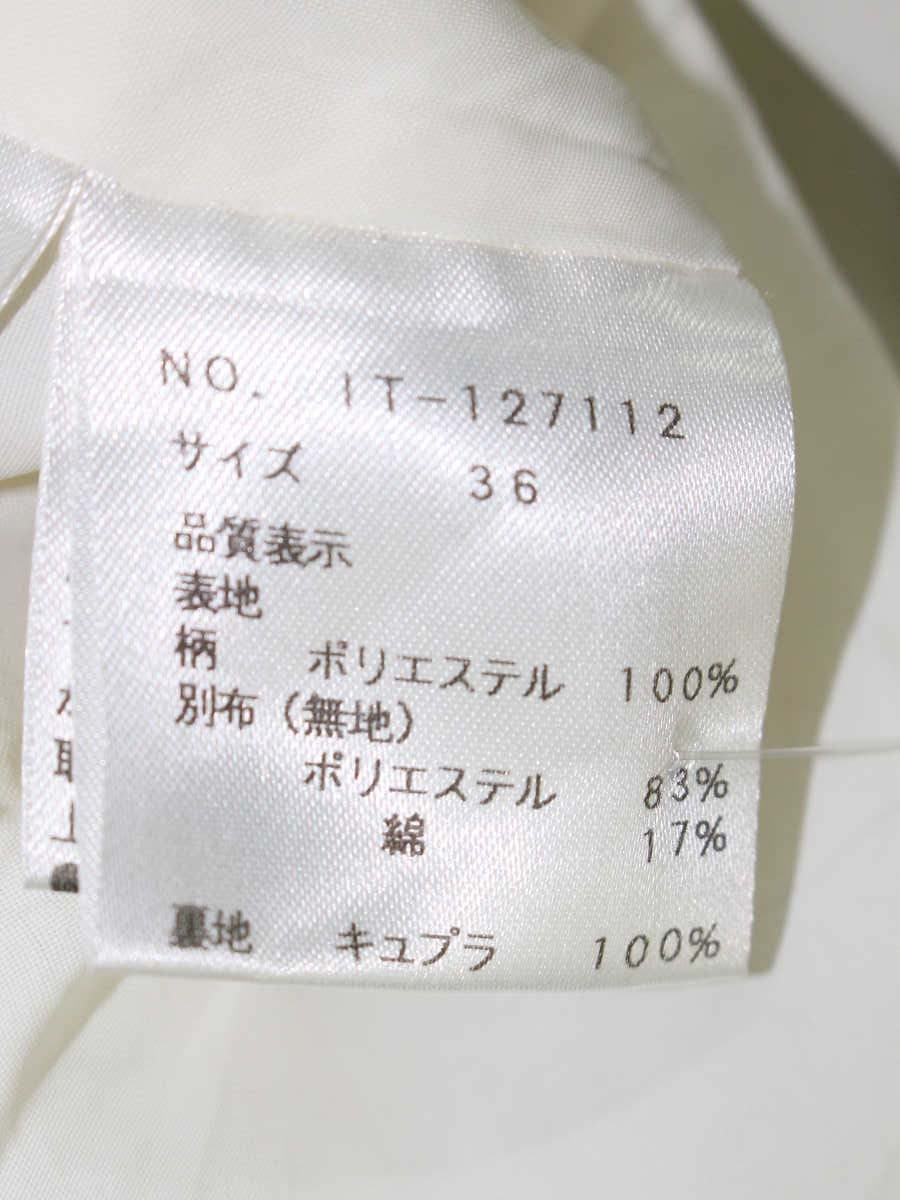 NO. IT-127112
サイズ 36
品質表示
表地
柄 ポリエステル 100%
別布(無地)
ポリエステル 83%
綿 17%
裏地 キュプラ 100%